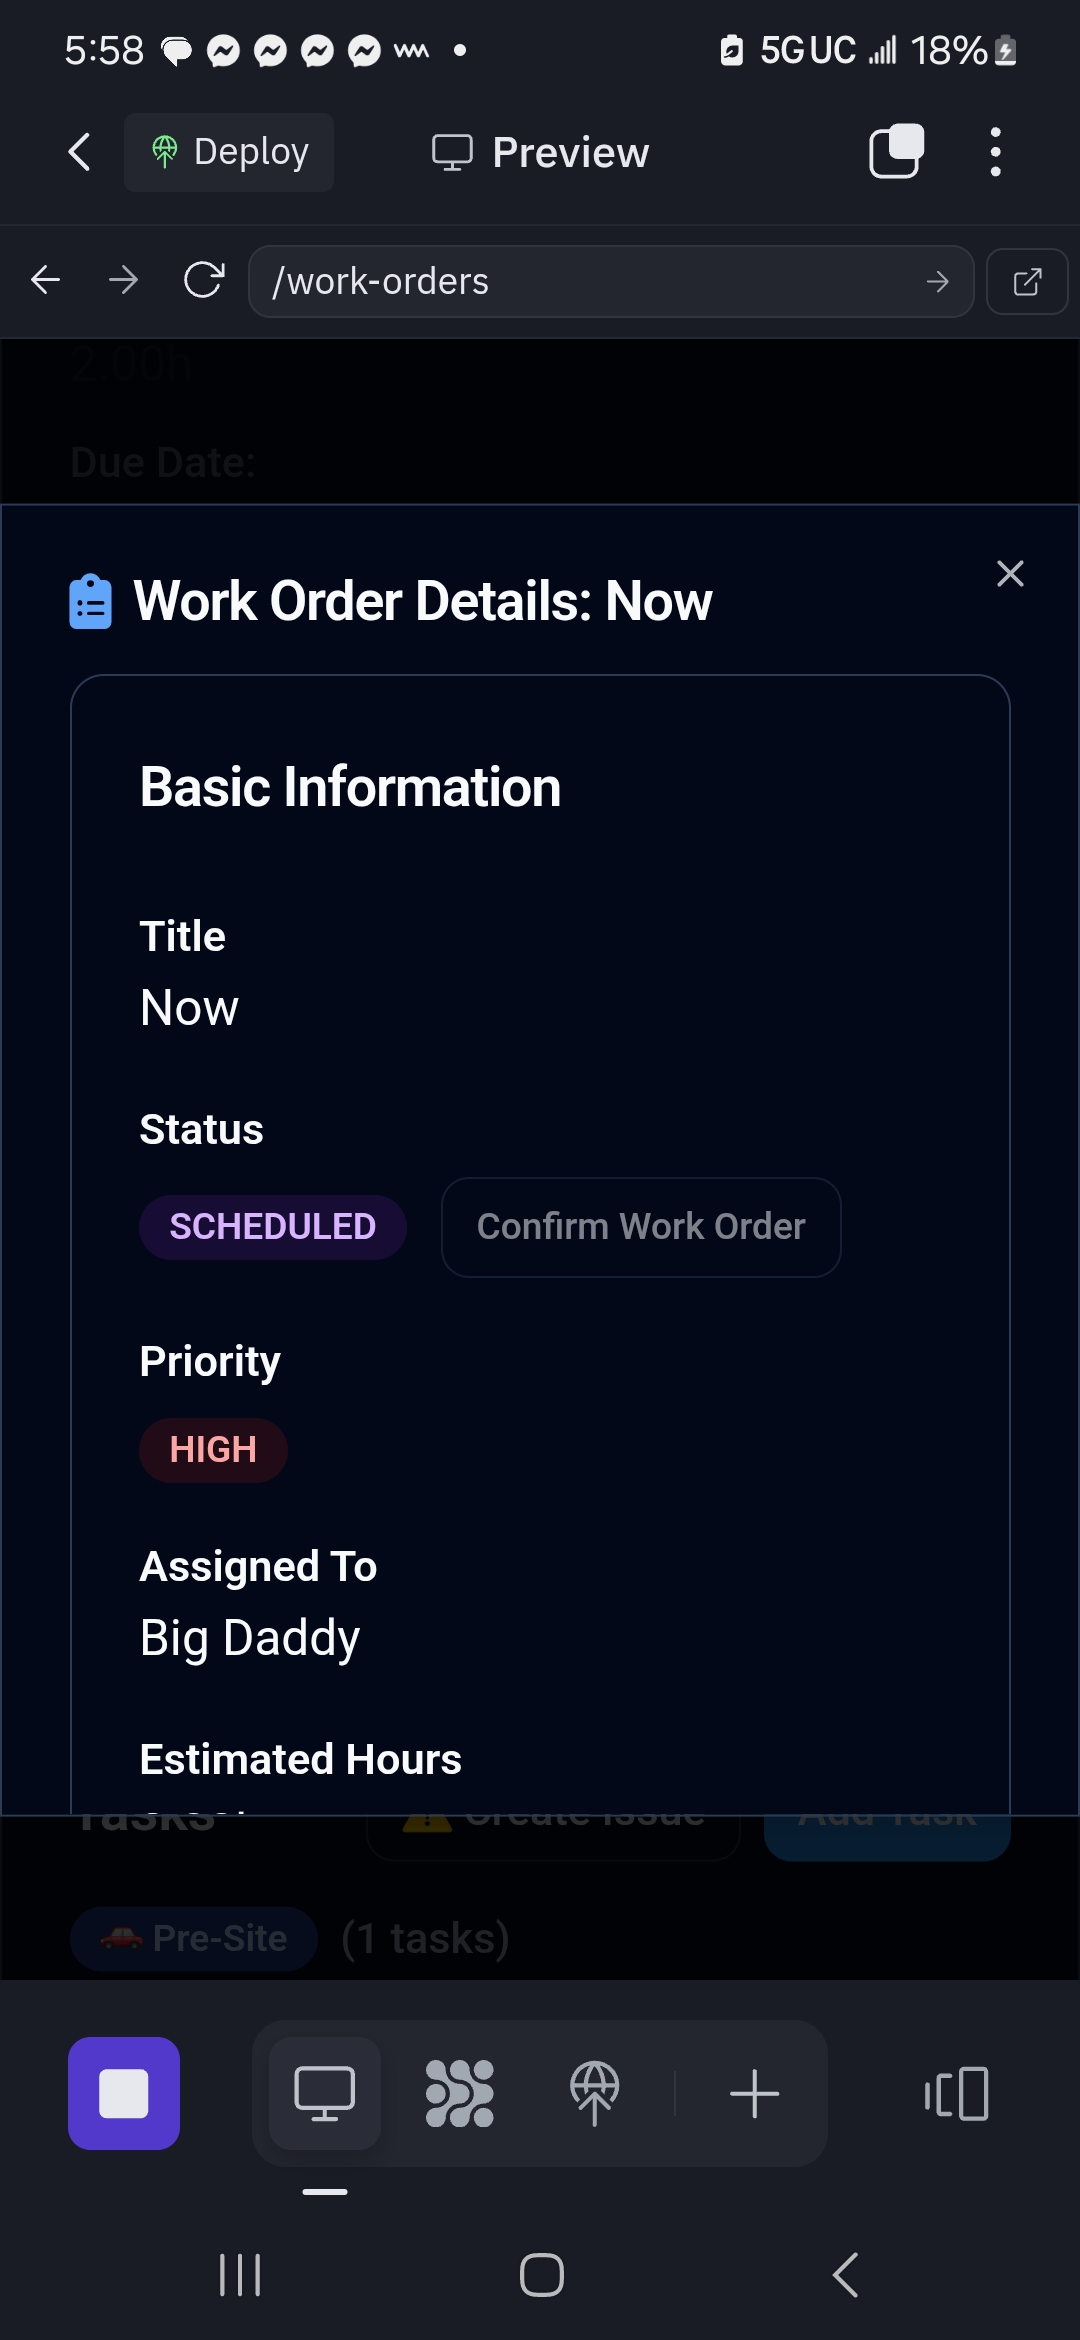 5:58 5G UC 18%
Deploy Preview
/work-orders
2.00h
Due Date:
Work Order Details: Now
Basic Information
Title
Now
Status
SCHEDULED Confirm Work Order
Priority
HIGH
Assigned To
Big Daddy
Estimated Hours
Tasks Create Issue Add Task
Pre-Site (1 tasks)